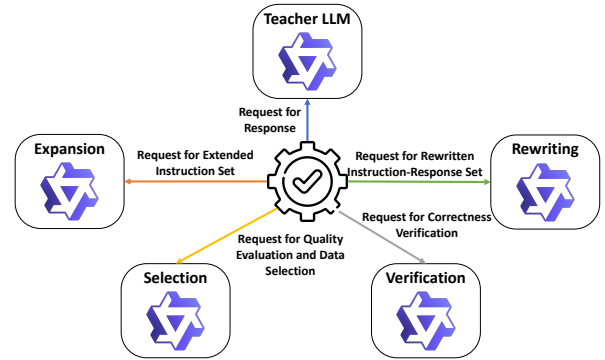 Teacher LLM
Request for
Response
Expansion
Request for Extended
Instruction Set
Request for Rewritten
Instruction-Response Set
Rewriting
Request for Correctness
Verification
Request for Quality
Evaluation and Data
Selection
Selection
Verification